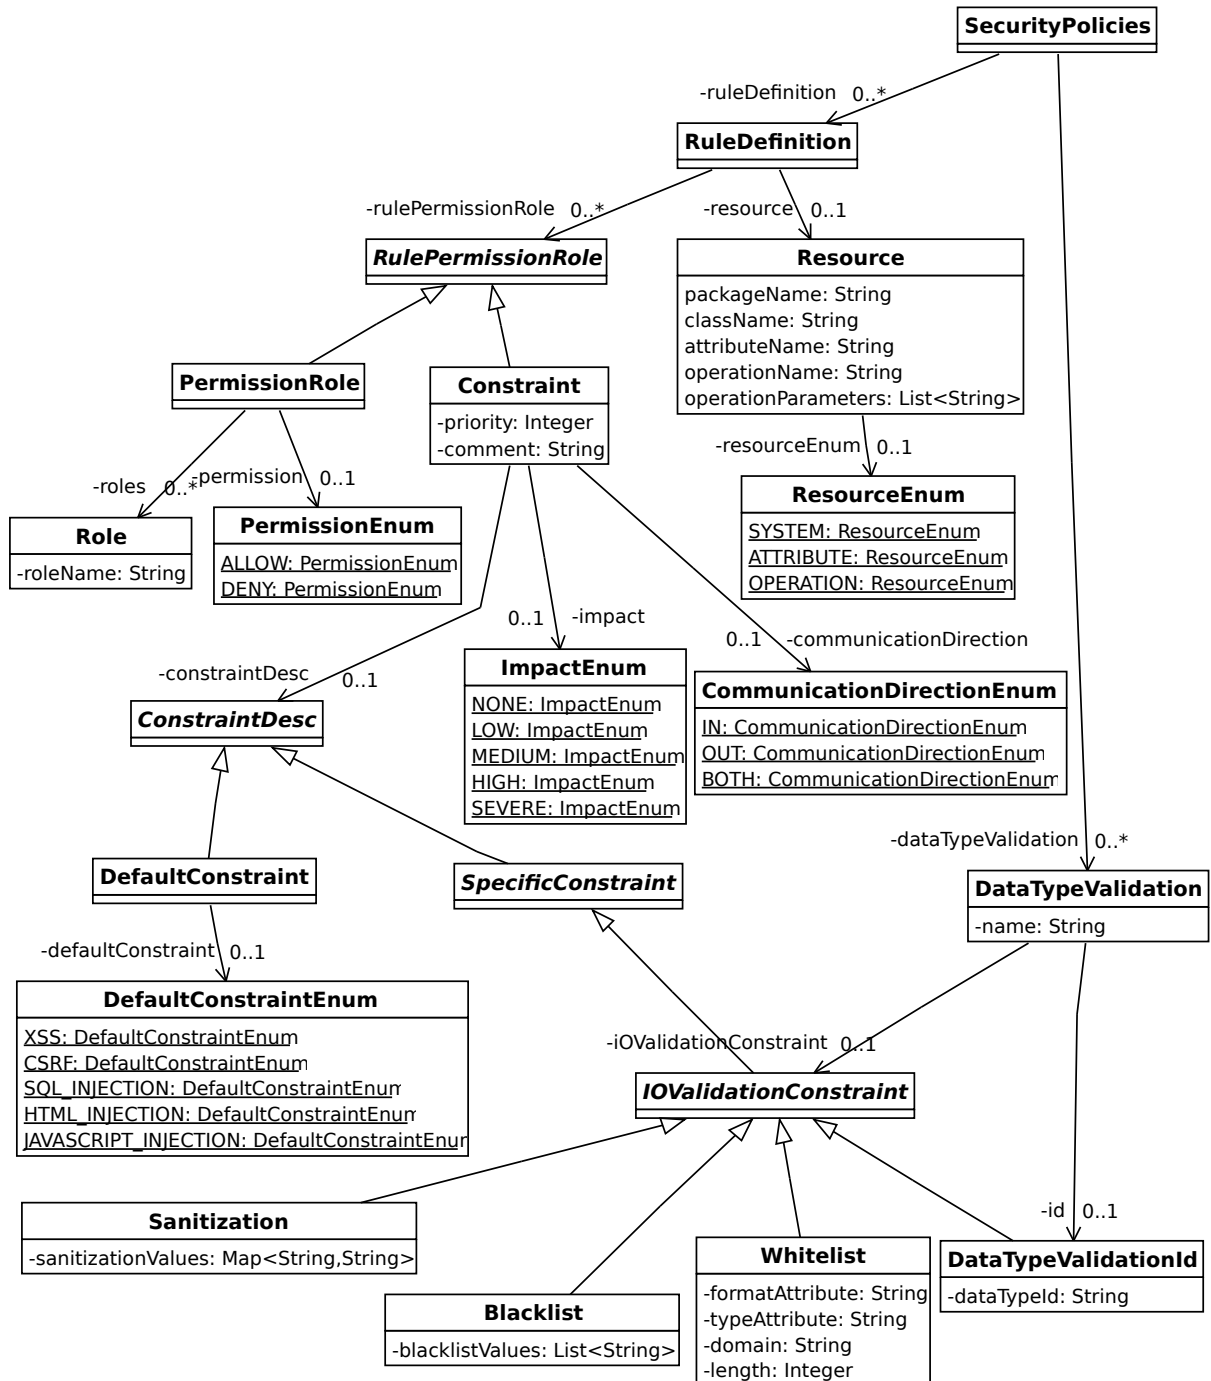 SecurityPolicies
-ruleDefinition 0..*
RuleDefinition
-rulePermissionRole 0..*
-resource 0..1
RulePermissionRole
Resource
packageName: String
className: String
attributeName: String
operationName: String
operationParameters: List<String>
PermissionRole
Constraint
-priority: Integer
-comment: String
-resourceEnum 0..1
-roles 0..*
-permission 0..1
ResourceEnum
SYSTEM: ResourceEnum
ATTRIBUTE: ResourceEnum
OPERATION: ResourceEnum
Role
-roleName: String
PermissionEnum
ALLOW: PermissionEnum
DENY: PermissionEnum
0..1 -impact
0..1 -communicationDirection
-constraintDesc 0..1
ConstraintDesc
ImpactEnum
NONE: ImpactEnum
LOW: ImpactEnum
MEDIUM: ImpactEnum
HIGH: ImpactEnum
SEVERE: ImpactEnum
CommunicationDirectionEnum
IN: CommunicationDirectionEnum
OUT: CommunicationDirectionEnum
BOTH: CommunicationDirectionEnum
-dataTypeValidation 0..*
DefaultConstraint
SpecificConstraint
DataTypeValidation
-name: String
-defaultConstraint 0..1
DefaultConstraintEnum
XSS: DefaultConstraintEnum
CSRF: DefaultConstraintEnum
SQL_INJECTION: DefaultConstraintEnum
HTML_INJECTION: DefaultConstraintEnum
JAVASCRIPT_INJECTION: DefaultConstraintEnum
-iOValidationConstraint 0..1
IOValidationConstraint
-id 0..1
Sanitization
-sanitizationValues: Map<String,String>
Blacklist
-blacklistValues: List<String>
Whitelist
-formatAttribute: String
-typeAttribute: String
-domain: String
-length: Integer
DataTypeValidationId
-dataTypeId: String